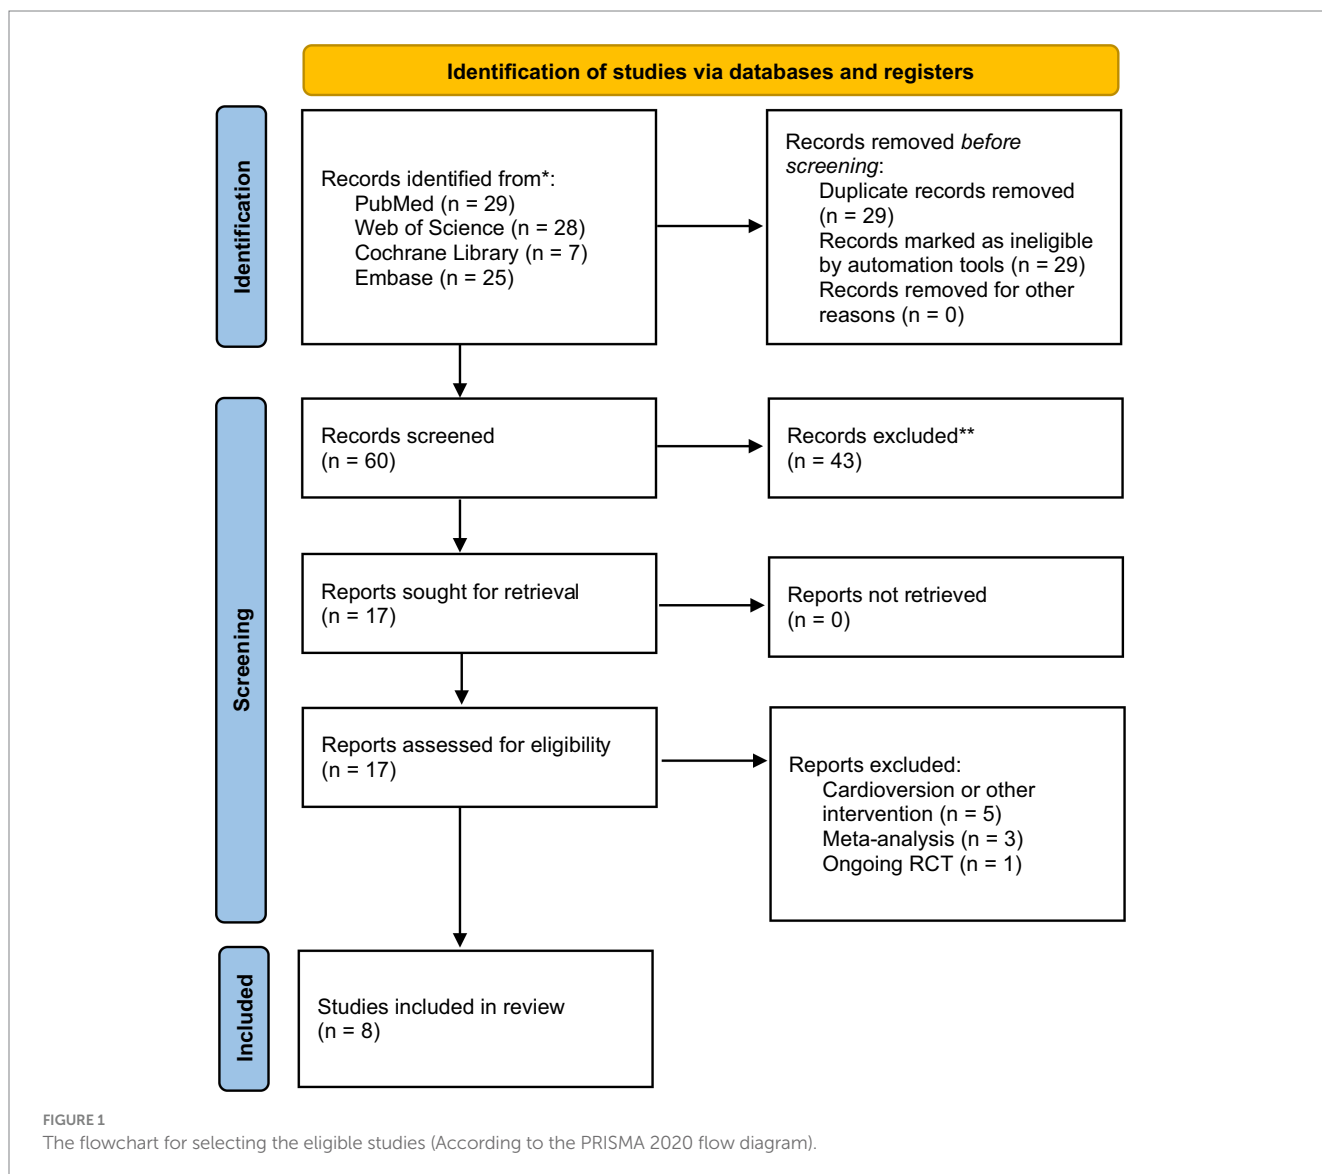 Identification of studies via databases and registers
Identification
Records identified from*:
PubMed (n = 29)
Web of Science (n = 28)
Cochrane Library (n = 7)
Embase (n = 25)
Records removed before
screening:
Duplicate records removed
(n = 29)
Records marked as ineligible
by automation tools (n = 29)
Records removed for other
reasons (n = 0)
Screening
Records screened
(n = 60)
Records excluded**
(n = 43)
Reports sought for retrieval
(n = 17)
Reports not retrieved
(n = 0)
Reports assessed for eligibility
(n = 17)
Reports excluded:
Cardioversion or other
intervention (n = 5)
Meta-analysis (n = 3)
Ongoing RCT (n = 1)
Included
Studies included in review
(n = 8)
FIGURE 1
The flowchart for selecting the eligible studies (According to the PRISMA 2020 flow diagram).